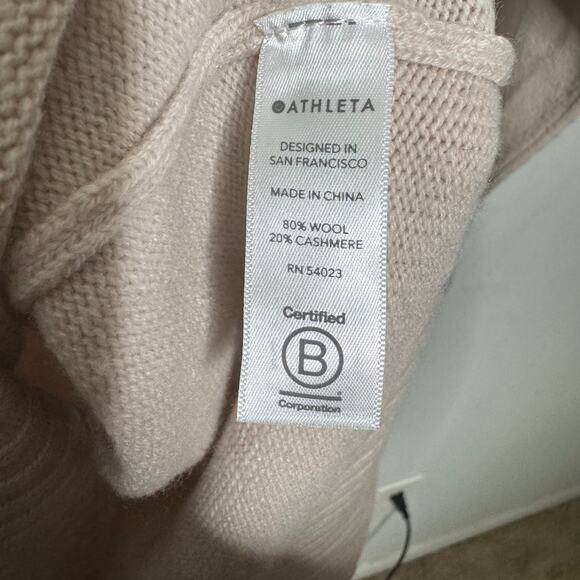 ATHLETA
DESIGNED IN
SAN FRANCISCO
MADE IN CHINA
80% WOOL
20% CASHMERE
RN 54023
Certified
B
Corporation